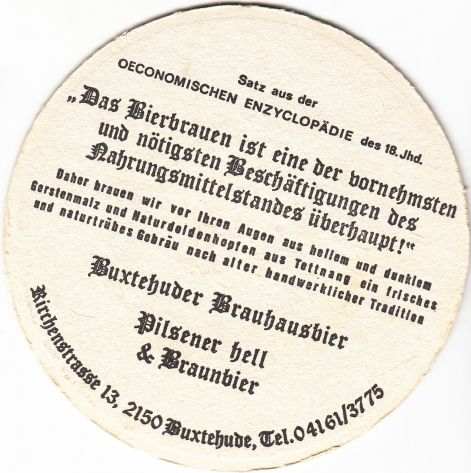 Satz aus der
OECONOMISCHEN ENZYCLOPÄDIE des 18.Jhd.
„Das Bierbrauen ist eine der vornehmsten
und nötigsten Beschäftigungen des
Nahrungsmittelstandes überhaupt!“
Daher brauen wir vor Ihren Augen aus hellem und dunklem
Gerstenmalz und Naturdoldenhopfen aus Tettnang ein frisches
und naturtrübes Gebräu nach alter handwerklicher Tradition
Buxtehuder Brauhausbier
Pilsener hell
& Braunbier
Kirchenstrasse 13, 2150 Buxtehude, Tel. 04161/3775